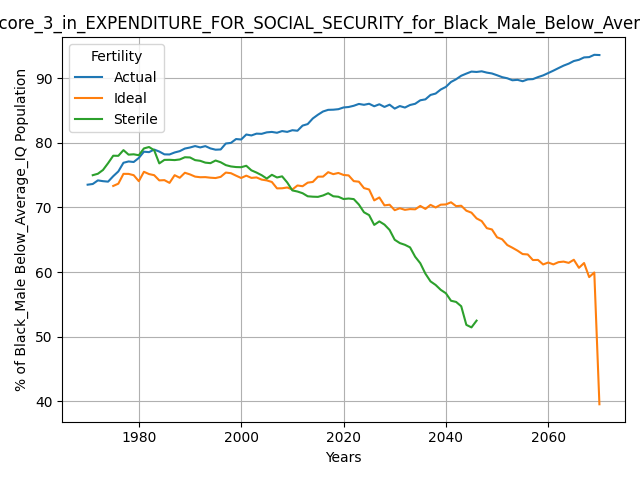 core_3_in_EXPENDITURE_FOR_SOCIAL_SECURITY_for_Black_Male_Below_Aver
% of Black_Male Below_Average_IQ Population
90
80
70
60
50
40
Fertility
Actual
Ideal
Sterile
1980
2000
2020
2040
2060
Years